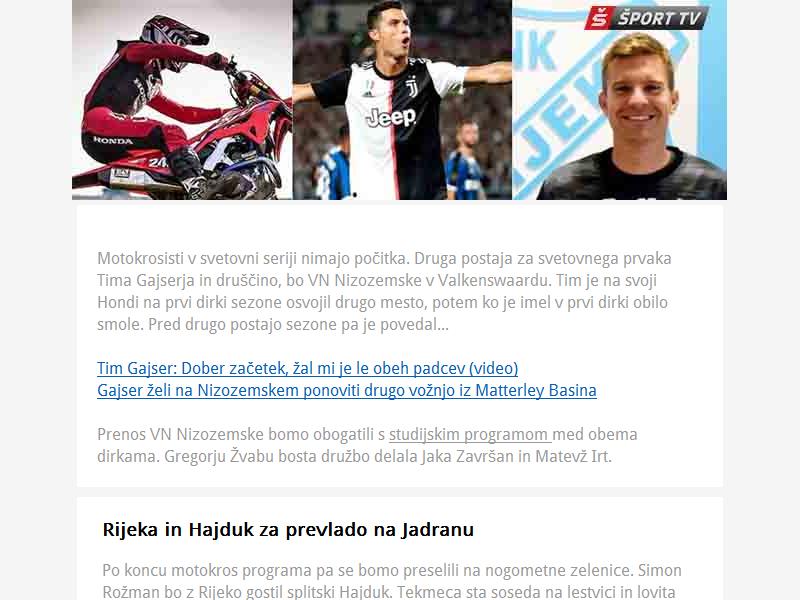 Š ŠPORT TV
NK
RIJEKA
HONDA
24
Jeep
Motokrosisti v svetovni seriji nimajo počitka. Druga postaja za svetovnega prvaka
Tima Gajserja in druščino, bo VN Nizozemske v Valkenswaardu. Tim je na svoji
Hondi na prvi dirki sezone osvojil drugo mesto, potem ko je imel v prvi dirki obilo
smole. Pred drugo postajo sezone pa je povedal...
Tim Gajser: Dober začetek, žal mi je le obeh padcev (video)
Gajser želi na Nizozemskem ponoviti drugo vožnjo iz Matterley Basina
Prenos VN Nizozemske bomo obogatili s studijskim programom med obema
dirkama. Gregorju Žvabu bosta družbo delala Jaka Završan in Matevž Irt.
Rijeka in Hajduk za prevlado na Jadranu
Po koncu motokros programa pa se bomo preselili na nogometne zelenice. Simon
Rožman bo z Rijeko gostil splitski Hajduk. Tekmeca sta soseda na lestvici in lovita